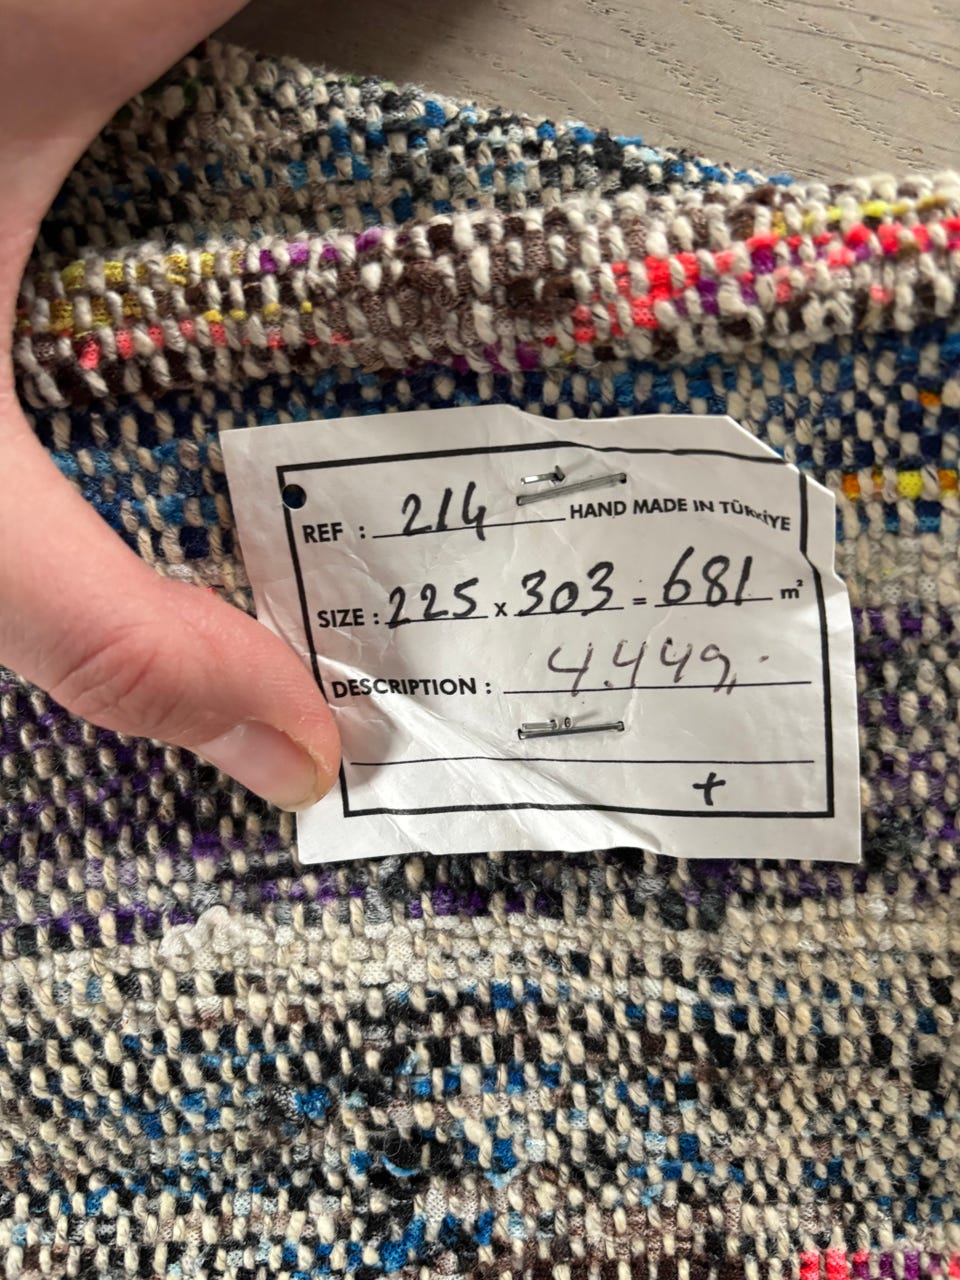 REF : 214 HAND MADE IN TÜRKİYE
SIZE : 225 x 303 = 681 m²
DESCRIPTION : 4.449,-
+